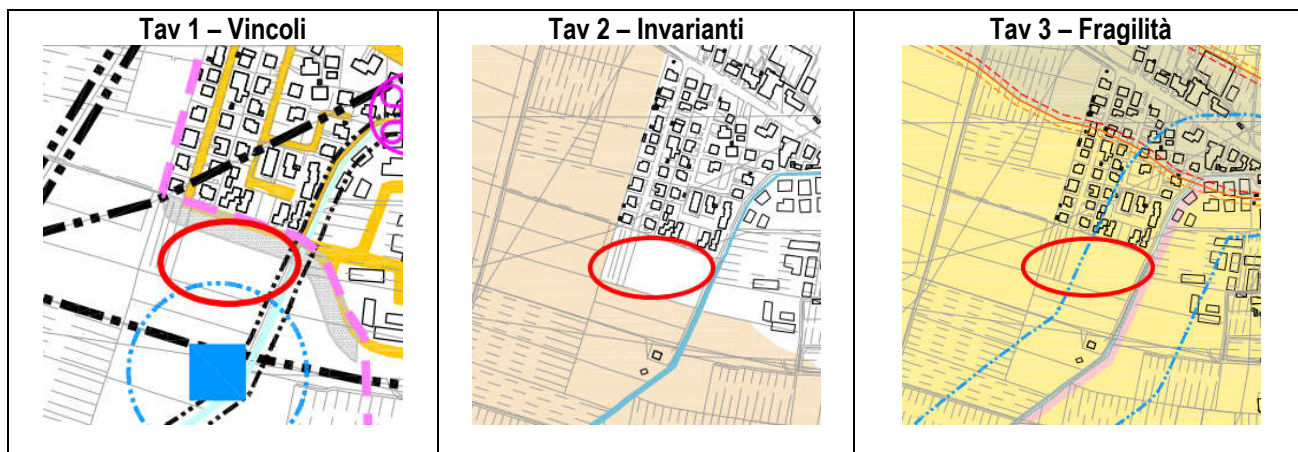 Tav 1 – Vincoli
Tav 2 – Invarianti
Tav 3 – Fragilità